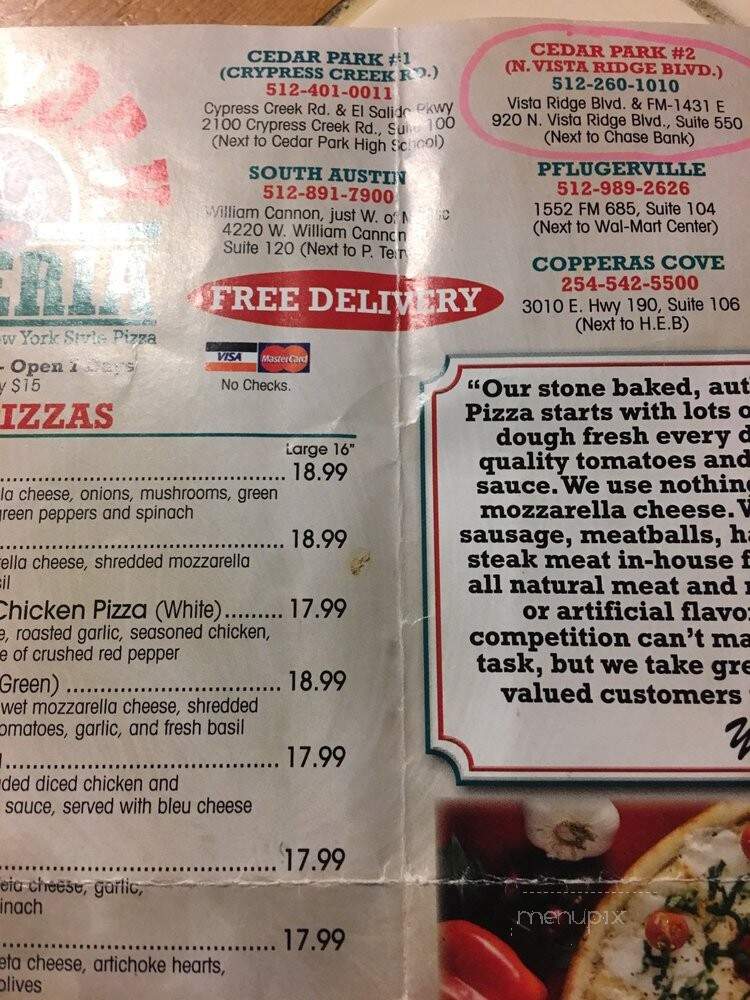 CEDAR PARK #1
(CRYPRESS CREEK RD.)
512-401-0011
Cypress Creek Rd. & El Salido Pkwy
2100 Crypress Creek Rd., Suite 100
(Next to Cedar Park High School)
SOUTH AUSTIN
512-891-7900
William Cannon, just W. of
4220 W. William Cannon
Suite 120 (Next to P. Terry
CEDAR PARK #2
(N. VISTA RIDGE BLVD.)
512-260-1010
Vista Ridge Blvd. & FM-1431 E
920 N. Vista Ridge Blvd., Suite 550
(Next to Chase Bank)
PFLUGERVILLE
512-989-2626
1552 FM 685, Suite 104
(Next to Wal-Mart Center)
COPPERAS COVE
254-542-5500
3010 E. Hwy 190, Suite 106
(Next to H.E.B)
FREE DELIVERY
VISA MasterCard
No Checks.
ERIA
w York Style Pizza
- Open 7 Days
y $15
IZZAS
Large 16"
18.99
la cheese, onions, mushrooms, green
green peppers and spinach
18.99
rella cheese, shredded mozzarella
sil
Chicken Pizza (White)......... 17.99
e, roasted garlic, seasoned chicken,
e of crushed red pepper
Green) ................................. 18.99
wet mozzarella cheese, shredded
omatoes, garlic, and fresh basil
17.99
ded diced chicken and
sauce, served with bleu cheese
17.99
eta cheese, garlic,
inach
17.99
eta cheese, artichoke hearts,
olives
“Our stone baked, aut
Pizza starts with lots o
dough fresh every d
quality tomatoes and
sauce. We use nothing
mozzarella cheese. W
sausage, meatballs, ha
steak meat in-house f
all natural meat and
or artificial flavo
competition can't ma
task, but we take gre
valued customers
menupix